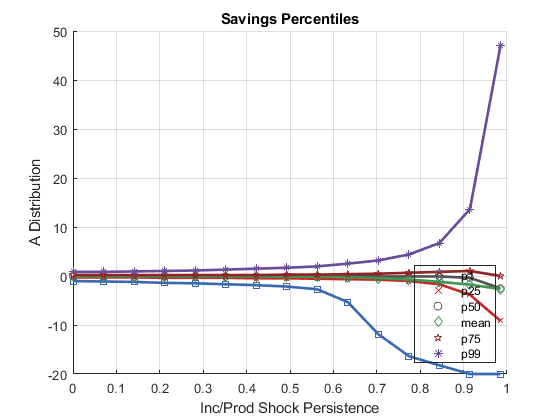 Savings Percentiles
A Distribution
50
40
30
20
10
0
-10
-20
p1
p25
p50
mean
p75
p99
0 0.1 0.2 0.3 0.4 0.5 0.6 0.7 0.8 0.9 1
Inc/Prod Shock Persistence